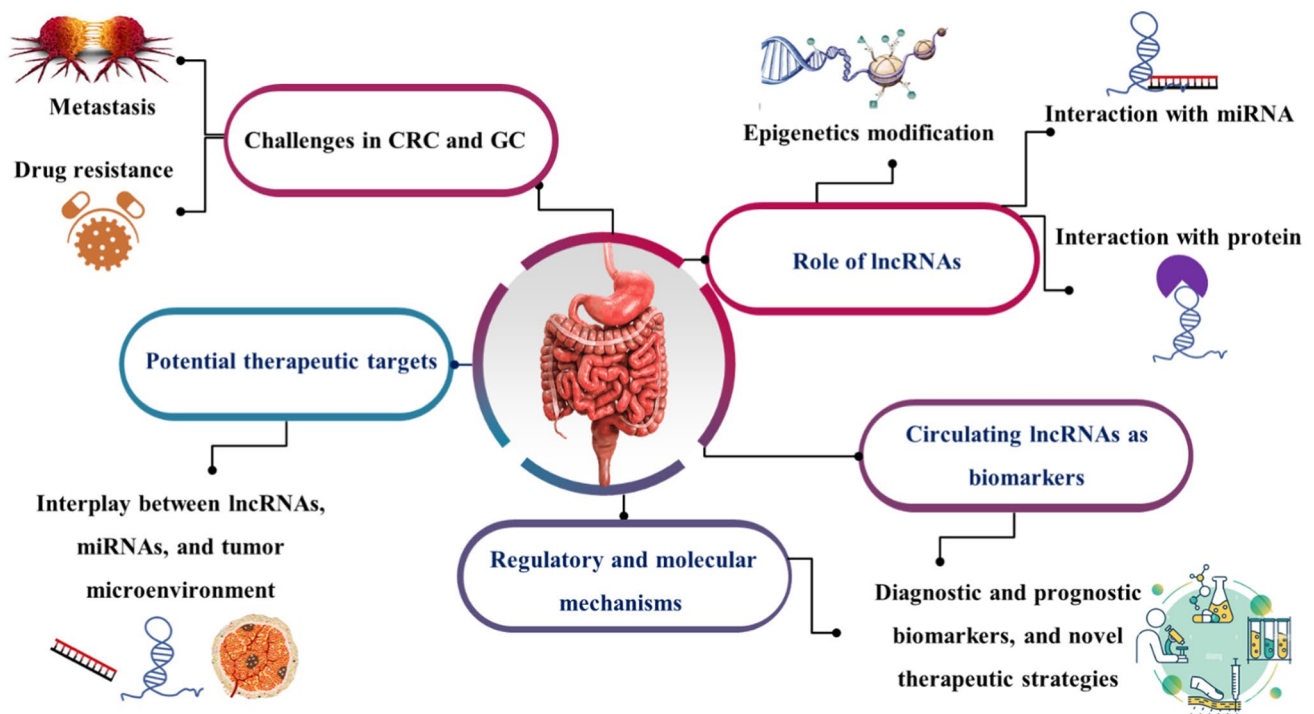 Metastasis
Drug resistance
Challenges in CRC and GC
Epigenetics modification
Interaction with miRNA
Interaction with protein
Role of lncRNAs
Potential therapeutic targets
Interplay between lncRNAs,
miRNAs, and tumor
microenvironment
Regulatory and molecular
mechanisms
Circulating lncRNAs as
biomarkers
Diagnostic and prognostic
biomarkers, and novel
therapeutic strategies